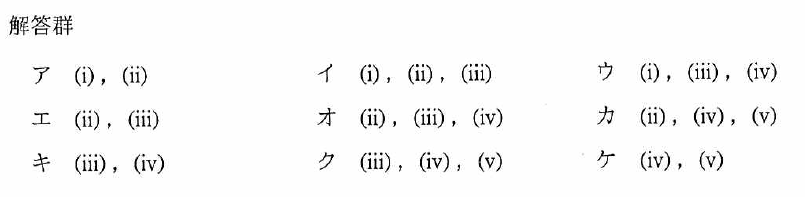 解答群
ア (i), (ii) イ (i), (ii), (iii) ウ (i), (iii), (iv)
エ (ii), (iii) オ (ii), (iii), (iv) カ (ii), (iv), (v)
キ (iii), (iv) ク (iii), (iv), (v) ケ (iv), (v)